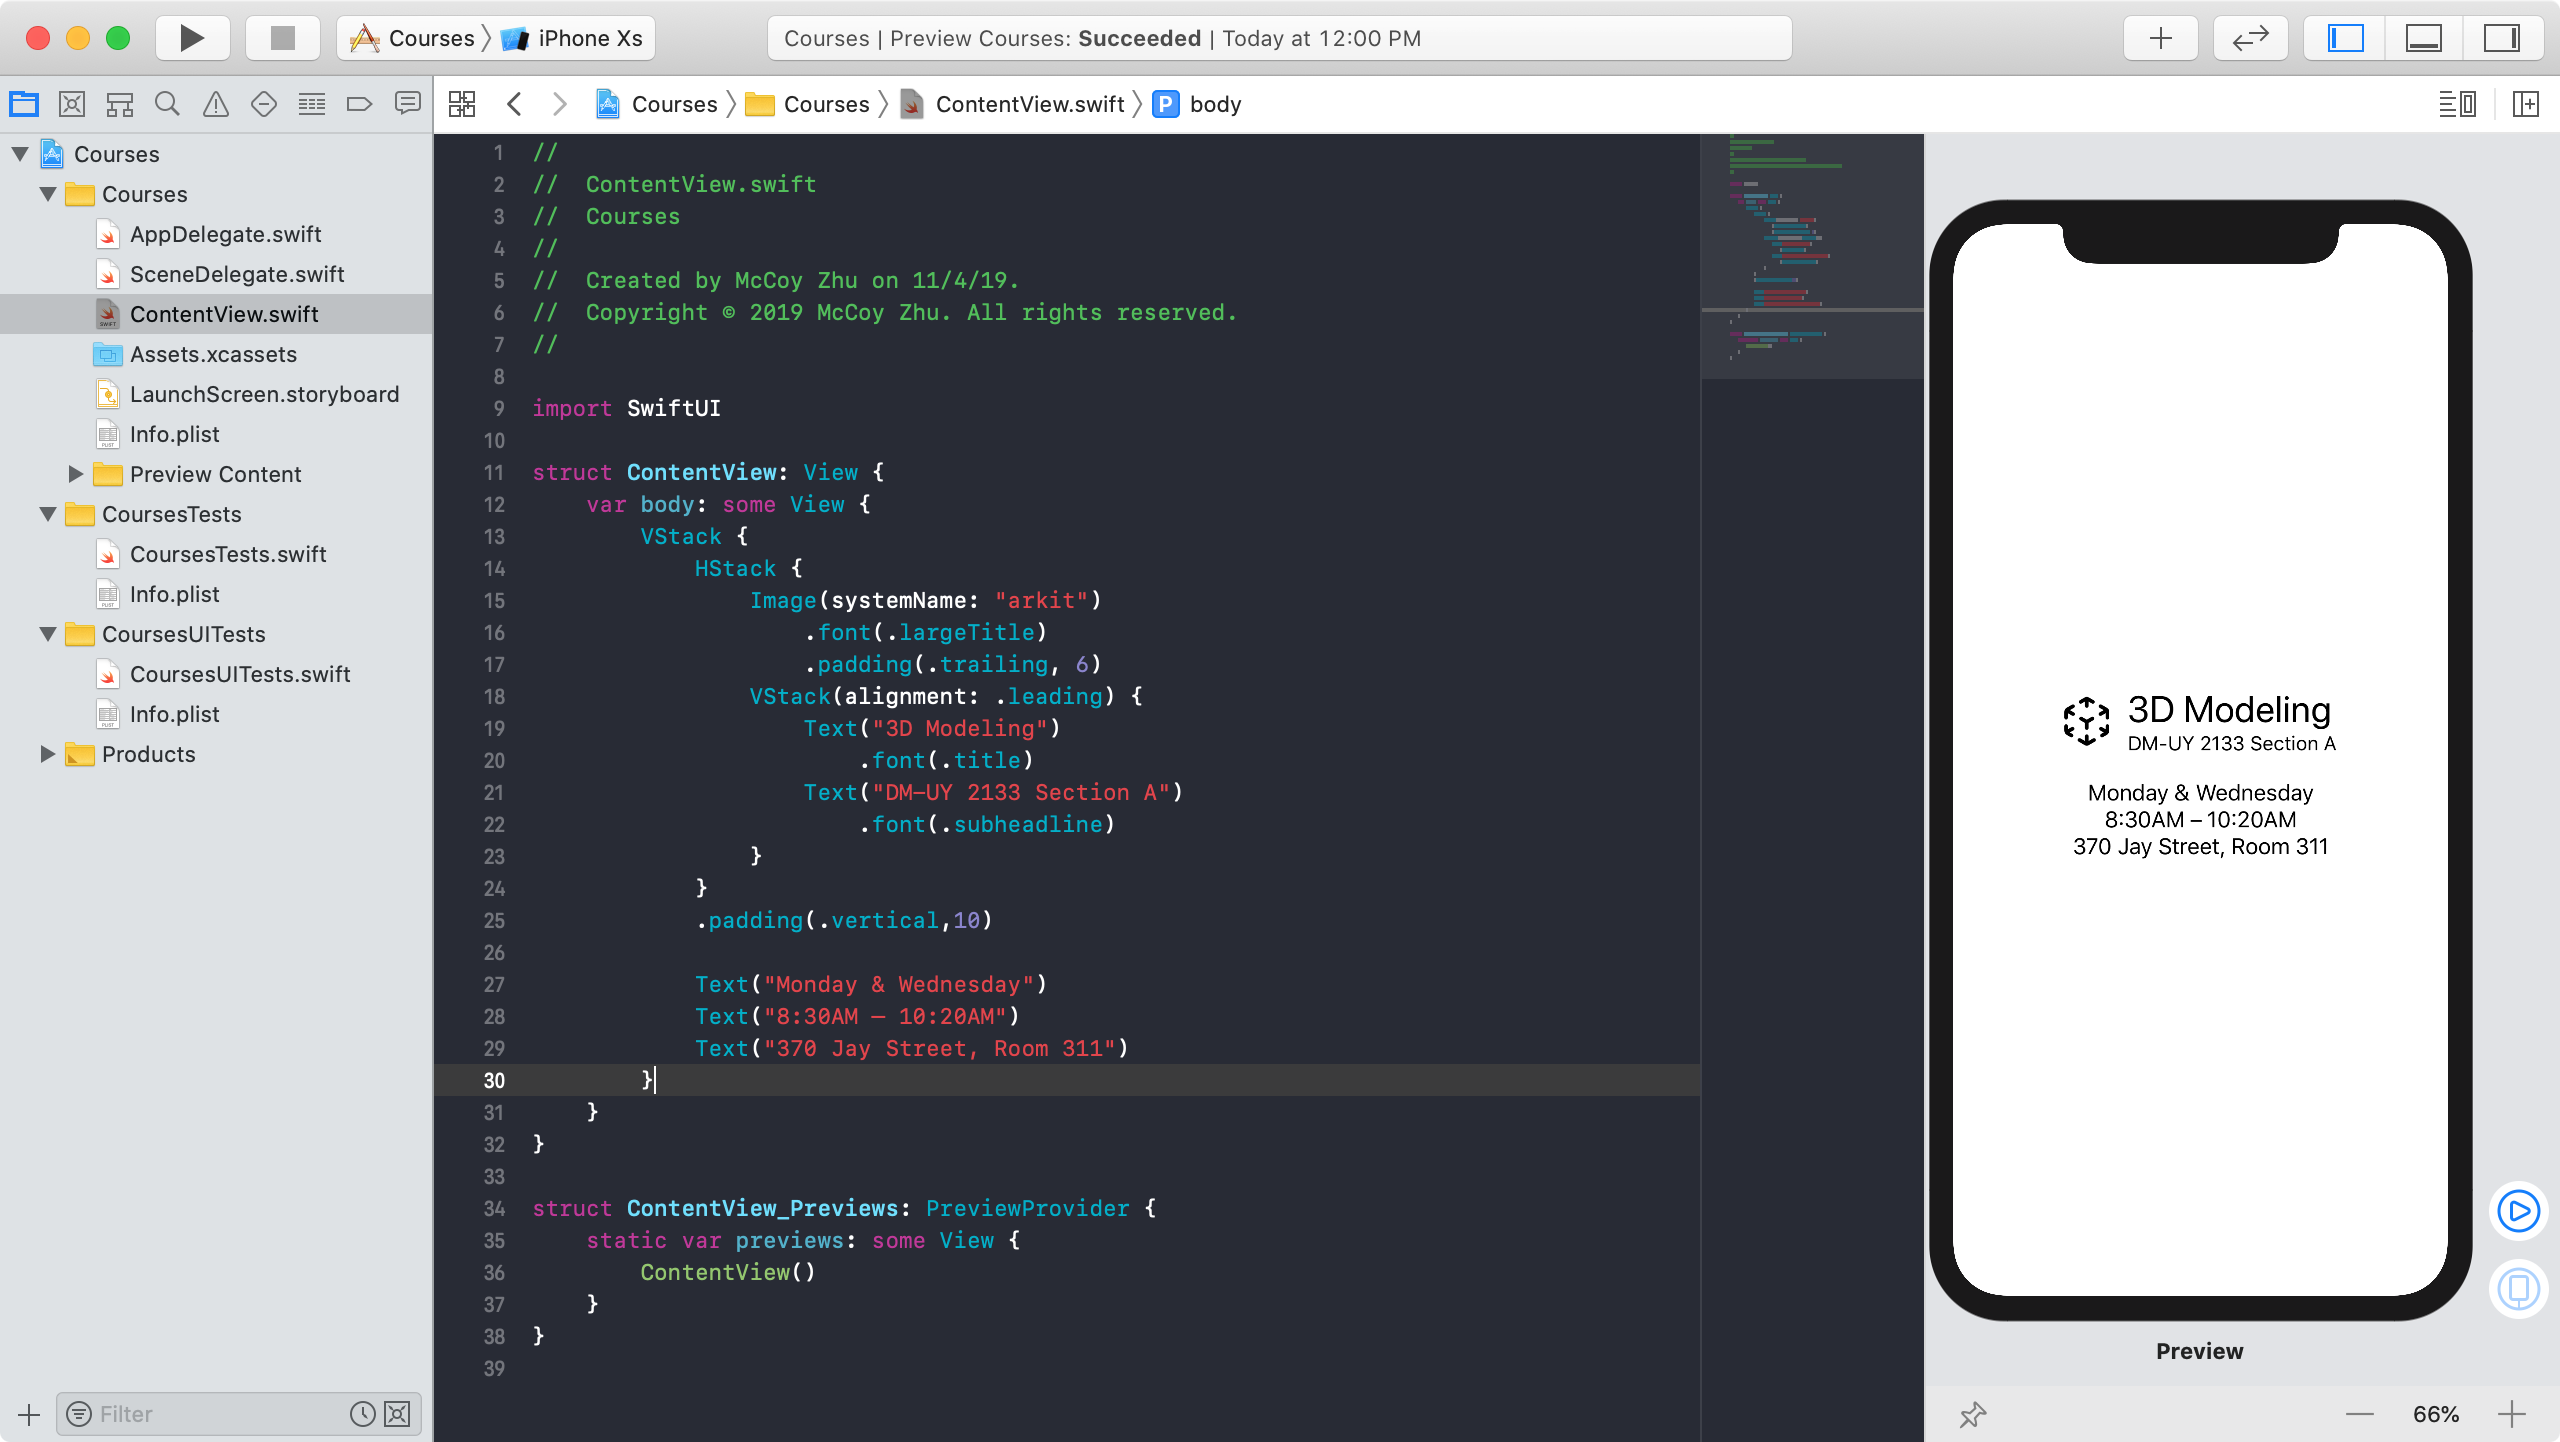 Courses
iPhone Xs
Courses | Preview Courses: Succeeded | Today at 12:00 PM
Courses
Courses
ContentView.swift
P
body
Courses
Courses
AppDelegate.swift
SceneDelegate.swift
ContentView.swift
Assets.xcassets
LaunchScreen.storyboard
Info.plist
Preview Content
CoursesTests
CoursesTests.swift
Info.plist
CoursesUITests
CoursesUITests.swift
Info.plist
Products
Filter
1 //
2 //  ContentView.swift
3 //  Courses
4 //
5 //  Created by McCoy Zhu on 11/4/19.
6 //  Copyright © 2019 McCoy Zhu. All rights reserved.
7 //
8
9 import SwiftUI
10
11 struct ContentView: View {
12     var body: some View {
13         VStack {
14             HStack {
15                 Image(systemName: "arkit")
16                     .font(.largeTitle)
17                     .padding(.trailing, 6)
18                 VStack(alignment: .leading) {
19                     Text("3D Modeling")
20                         .font(.title)
21                     Text("DM-UY 2133 Section A")
22                         .font(.subheadline)
23                 }
24             }
25             .padding(.vertical,10)
26
27             Text("Monday & Wednesday")
28             Text("8:30AM – 10:20AM")
29             Text("370 Jay Street, Room 311")
30         }
31     }
32 }
33
34 struct ContentView_Previews: PreviewProvider {
35     static var previews: some View {
36         ContentView()
37     }
38 }
39
3D Modeling
DM-UY 2133 Section A
Monday & Wednesday
8:30AM – 10:20AM
370 Jay Street, Room 311
Preview
66%